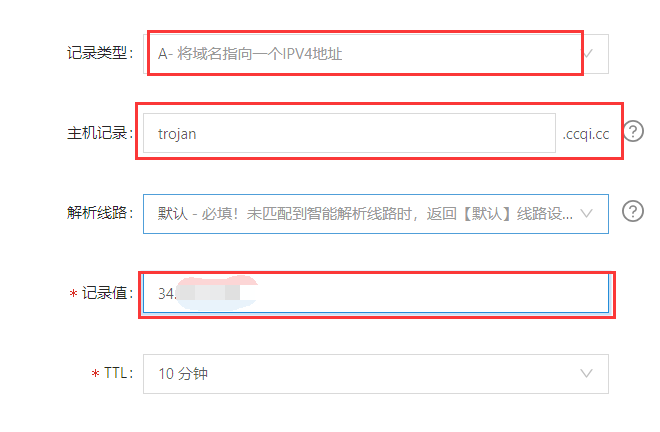 记录类型: A- 将域名指向一个IPV4地址
主机记录: trojan .ccqi.cc ?
解析线路: 默认 - 必填！未匹配到智能解析线路时，返回【默认】线路设... ?
* 记录值: 34.
* TTL: 10 分钟